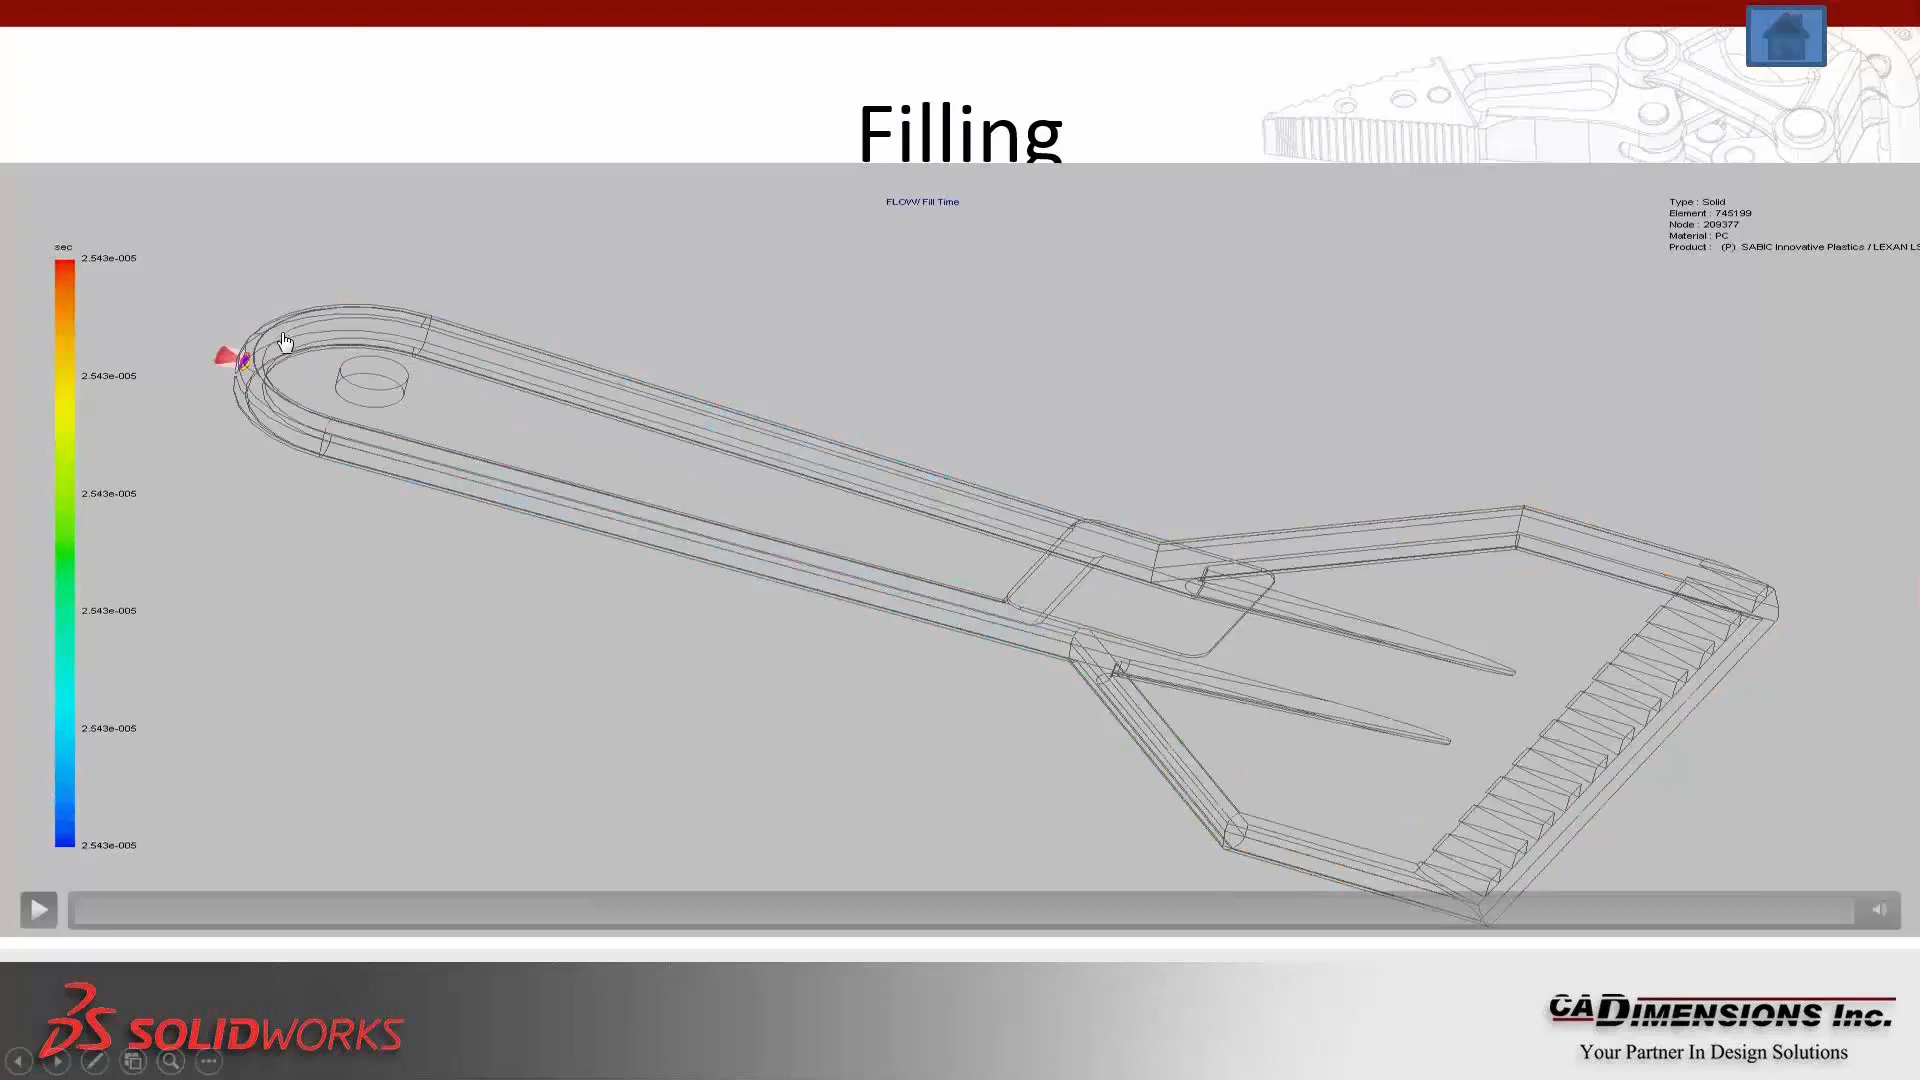 Filling
FLOW/ Fill Time
Type : Solid
Element : 745199
Node : 209377
Material : PC
Product : (P) SABIC Innovative Plastics / LEXAN LS
sec
2.543e-005
2.543e-005
2.543e-005
2.543e-005
2.543e-005
2.543e-005
SOLIDWORKS
CADIMENSIONS Inc.
Your Partner In Design Solutions